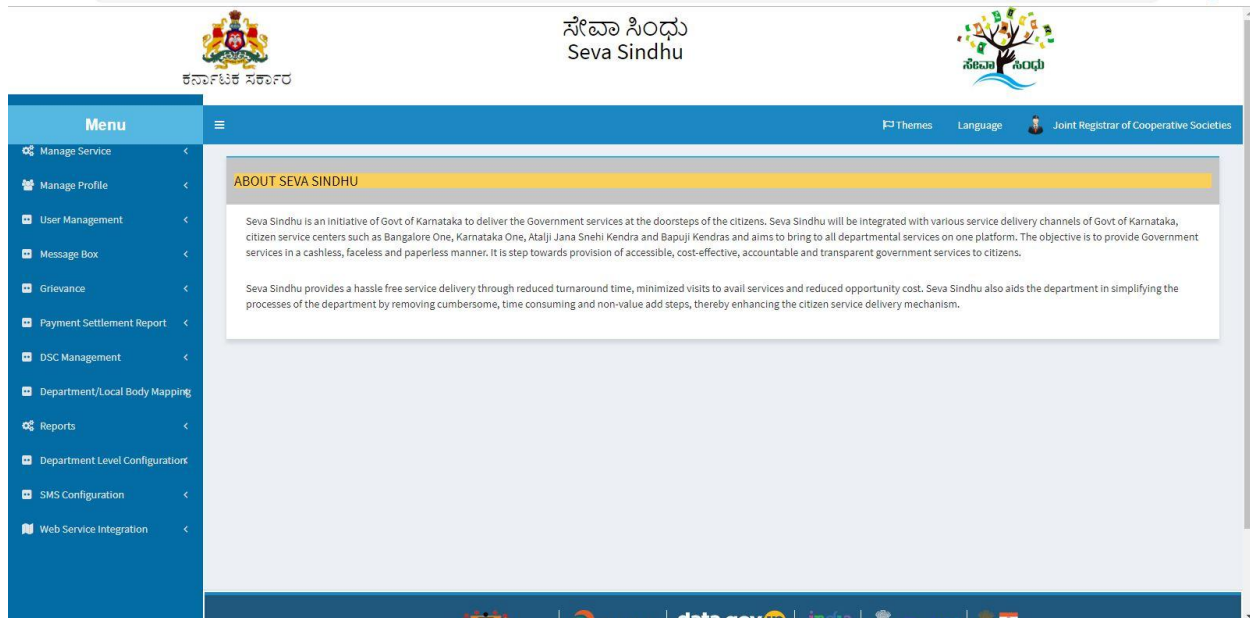 ಸೇವಾ ಸಿಂಧು
Seva Sindhu
ಕರ್ನಾಟಕ ಸರ್ಕಾರ
ಸೇವಾ ಸಿಂಧು
Menu
Themes Language Joint Registrar of Cooperative Societies
Manage Service
Manage Profile
User Management
Message Box
Grievance
Payment Settlement Report
DSC Management
Department/Local Body Mapping
Reports
Department Level Configuration
SMS Configuration
Web Service Integration
ABOUT SEVA SINDHU
Seva Sindhu is an initiative of Govt of Karnataka to deliver the Government services at the doorsteps of the citizens. Seva Sindhu will be integrated with various service delivery channels of Govt of Karnataka,
citizen service centers such as Bangalore One, Karnataka One, Atalji Jana Snehi Kendra and Bapuji Kendras and aims to bring to all departmental services on one platform. The objective is to provide Government
services in a cashless, faceless and paperless manner. It is step towards provision of accessible, cost-effective, accountable and transparent government services to citizens.
Seva Sindhu provides a hassle free service delivery through reduced turnaround time, minimized visits to avail services and reduced opportunity cost. Seva Sindhu also aids the department in simplifying the
processes of the department by removing cumbersome, time consuming and non-value add steps, thereby enhancing the citizen service delivery mechanism.